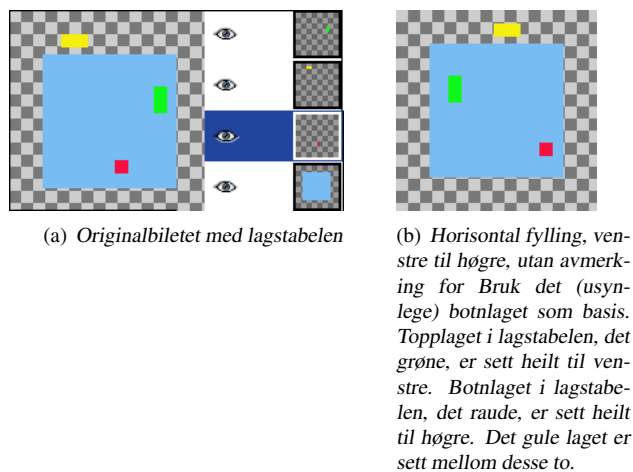 (a) Originalbiletet med lagstabelen
(b) Horisontal fylling, ven-
stre til høgre, utan avmerk-
ing for Bruk det (usyn-
lege) botnlaget som basis.
Topplaget i lagstabelen, det
grøne, er sett heilt til ven-
stre. Botnlaget i lagstabe-
len, det raude, er sett heilt
til høgre. Det gule laget er
sett mellom desse to.